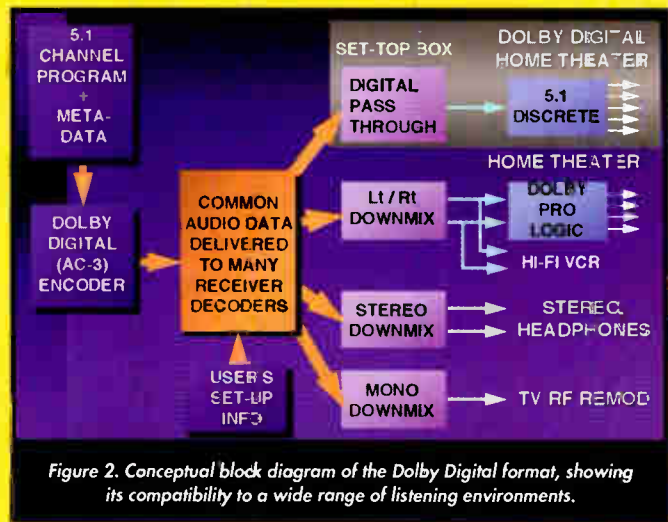 5.1
CHANNEL
PROGRAM
+
META-
DATA
DOLBY
DIGITAL
(AC-3)
ENCODER
COMMON
AUDIO DATA
DELIVERED
TO MANY
RECEIVER
DECODERS
USER'S
SET-UP
INFO
SET-TOP BOX
DIGITAL
PASS
THROUGH
DOLBY DIGITAL
HOME THEATER
5.1
DISCRETE
Lt / Rt
DOWNMIX
HOME THEATER
DOLBY
PRO
LOGIC
HI-FI VCR
STEREO
DOWNMIX
STEREO,
HEADPHONES
MONO
DOWNMIX
TV RF REMOD
Figure 2. Conceptual block diagram of the Dolby Digital format, showing
its compatibility to a wide range of listening environments.